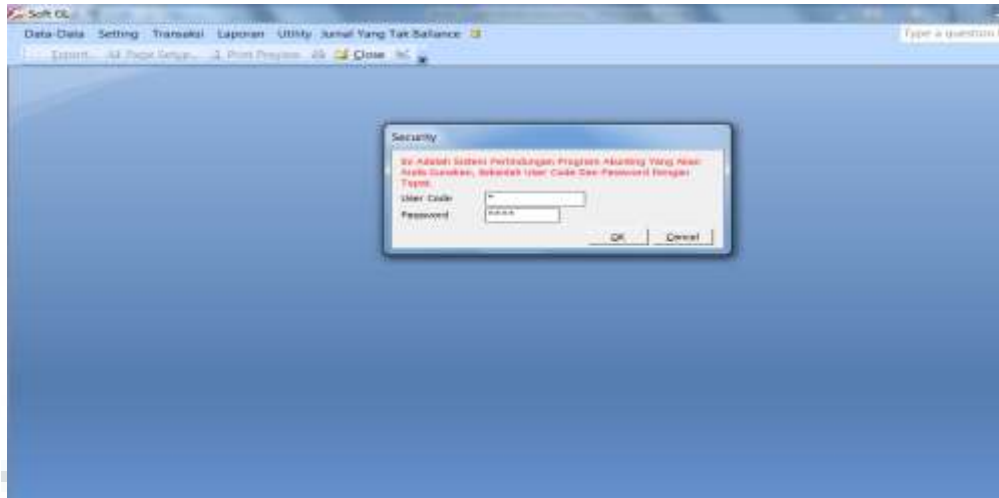 Soft GL
Data-Data Setting Transaksi Laporan Utility Jurnal Yang Tak Ballance
Type a question
Export... Page Setup... Print Preview Close
Security
Ini Adalah Sistem Perlindungan Program Akunting Yang Akan
Anda Gunakan, Isikanlah User Code Dan Password Dengan
Tepat.
User Code *
Password ****
OK Cancel